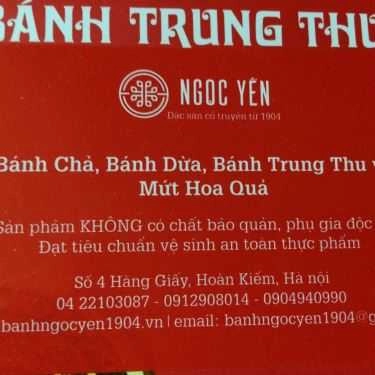 BÁNH TRUNG THU
NGỌC YẾN
Đặc sản cổ truyền từ 1904
Bánh Chả, Bánh Dừa, Bánh Trung Thu v
Mứt Hoa Quả
Sản phẩm KHÔNG có chất bảo quản, phụ gia độc
Đạt tiêu chuẩn vệ sinh an toàn thực phẩm
Số 4 Hàng Giấy, Hoàn Kiếm, Hà nội
04 22103087 - 0912908014 - 0904940990
banhngocyen1904.vn | email: banhngocyen1904@g